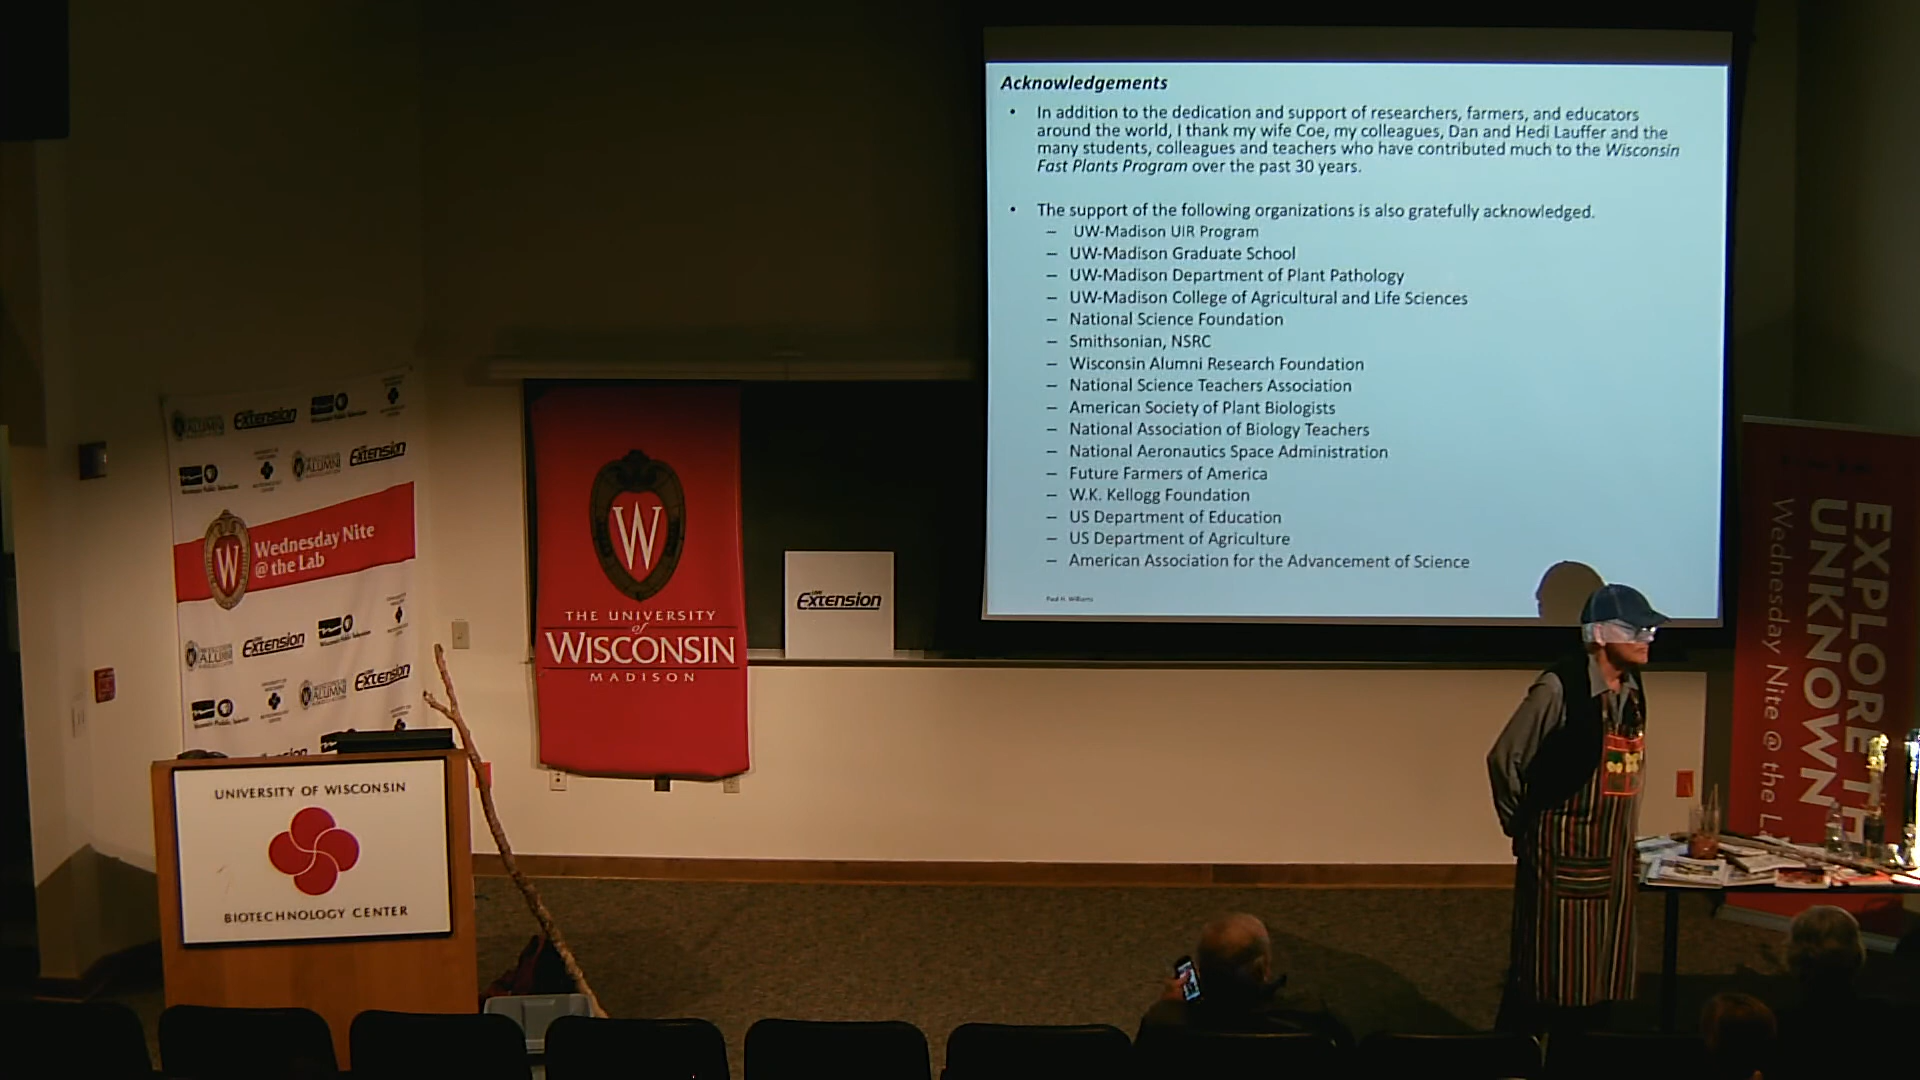 Acknowledgements
• In addition to the dedication and support of researchers, farmers, and educators
around the world, I thank my wife Coe, my colleagues, Dan and Hedi Lauffer and the
many students, colleagues and teachers who have contributed much to the Wisconsin
Fast Plants Program over the past 30 years.
• The support of the following organizations is also gratefully acknowledged.
– UW-Madison UIR Program
– UW-Madison Graduate School
– UW-Madison Department of Plant Pathology
– UW-Madison College of Agricultural and Life Sciences
– National Science Foundation
– Smithsonian, NSRC
– Wisconsin Alumni Research Foundation
– National Science Teachers Association
– American Society of Plant Biologists
– National Association of Biology Teachers
– National Aeronautics Space Administration
– Future Farmers of America
– W.K. Kellogg Foundation
– US Department of Education
– US Department of Agriculture
– American Association for the Advancement of Science
Paul H. Williams
ALUMNI
Extension
Extension
ALUMNI
W
Wednesday Nite
@ the Lab
ALUMNI
Extension
ALUMNI
Extension
W
THE UNIVERSITY
of
WISCONSIN
MADISON
Extension
UNIVERSITY OF WISCONSIN
BIOTECHNOLOGY CENTER
EXPLORE TH
UNKNOWN
Wednesday Nite @ the L